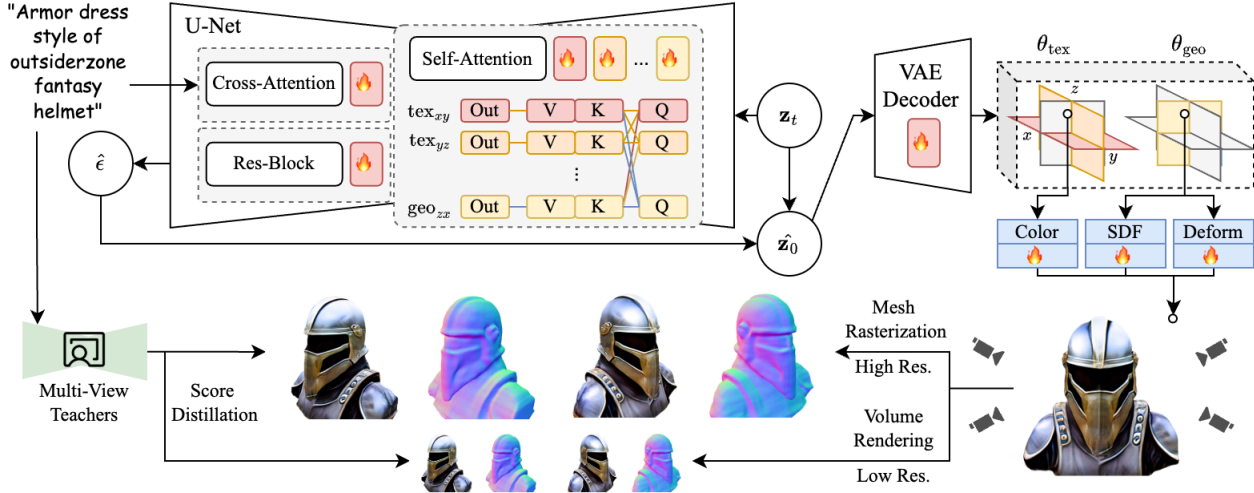 "Armor dress
style of
outsiderzone
fantasy
helmet"
U-Net
Cross-Attention
Res-Block
Self-Attention
...
tex_xy Out V K Q
tex_yz Out V K Q
⋮
geo_zx Out V K Q
z_t
ϵ̂
ẑ_0
VAE
Decoder
θ_tex
θ_geo
z
x
y
Color
SDF
Deform
Multi-View
Teachers
Score
Distillation
Mesh
Rasterization
High Res.
Volume
Rendering
Low Res.